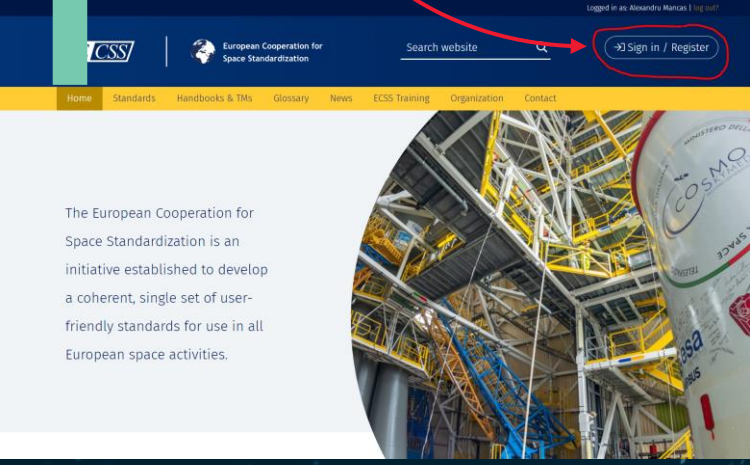 Logged in as: Alexandru Mancas | log out?
CSS
European Cooperation for
Space Standardization
Search website
Sign in / Register
Home Standards Handbooks & TMs Glossary News ECSS Training Organization Contact
The European Cooperation for
Space Standardization is an
initiative established to develop
a coherent, single set of user-
friendly standards for use in all
European space activities.
COSMO
SKYMED
esa